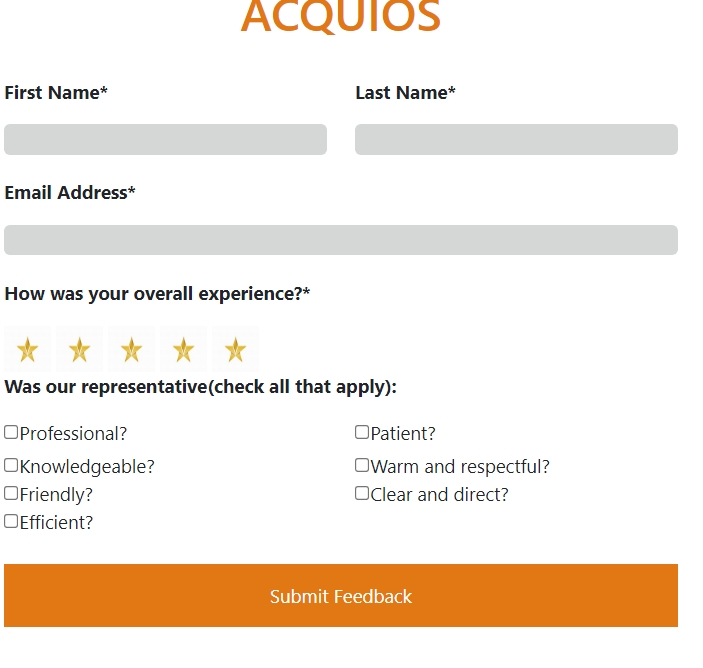 ACQUIOS
First Name* Last Name*
Email Address*
How was your overall experience?*
Was our representative(check all that apply):
Professional? Patient?
Knowledgeable? Warm and respectful?
Friendly? Clear and direct?
Efficient?
Submit Feedback